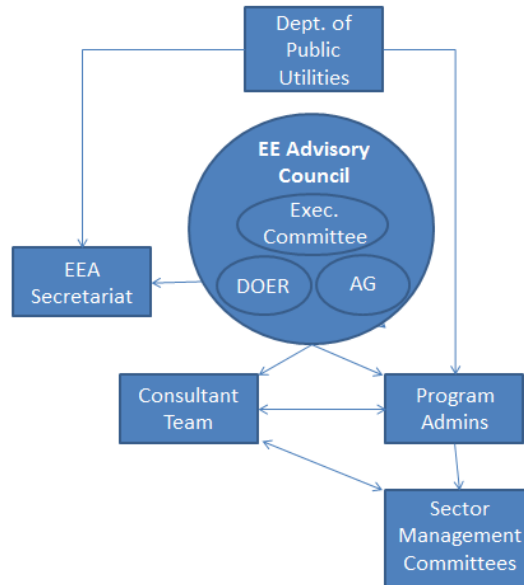 Dept. of
Public
Utilities
EE Advisory
Council
Exec.
Committee
DOER
AG
EEA
Secretariat
Consultant
Team
Program
Admins
Sector
Management
Committees